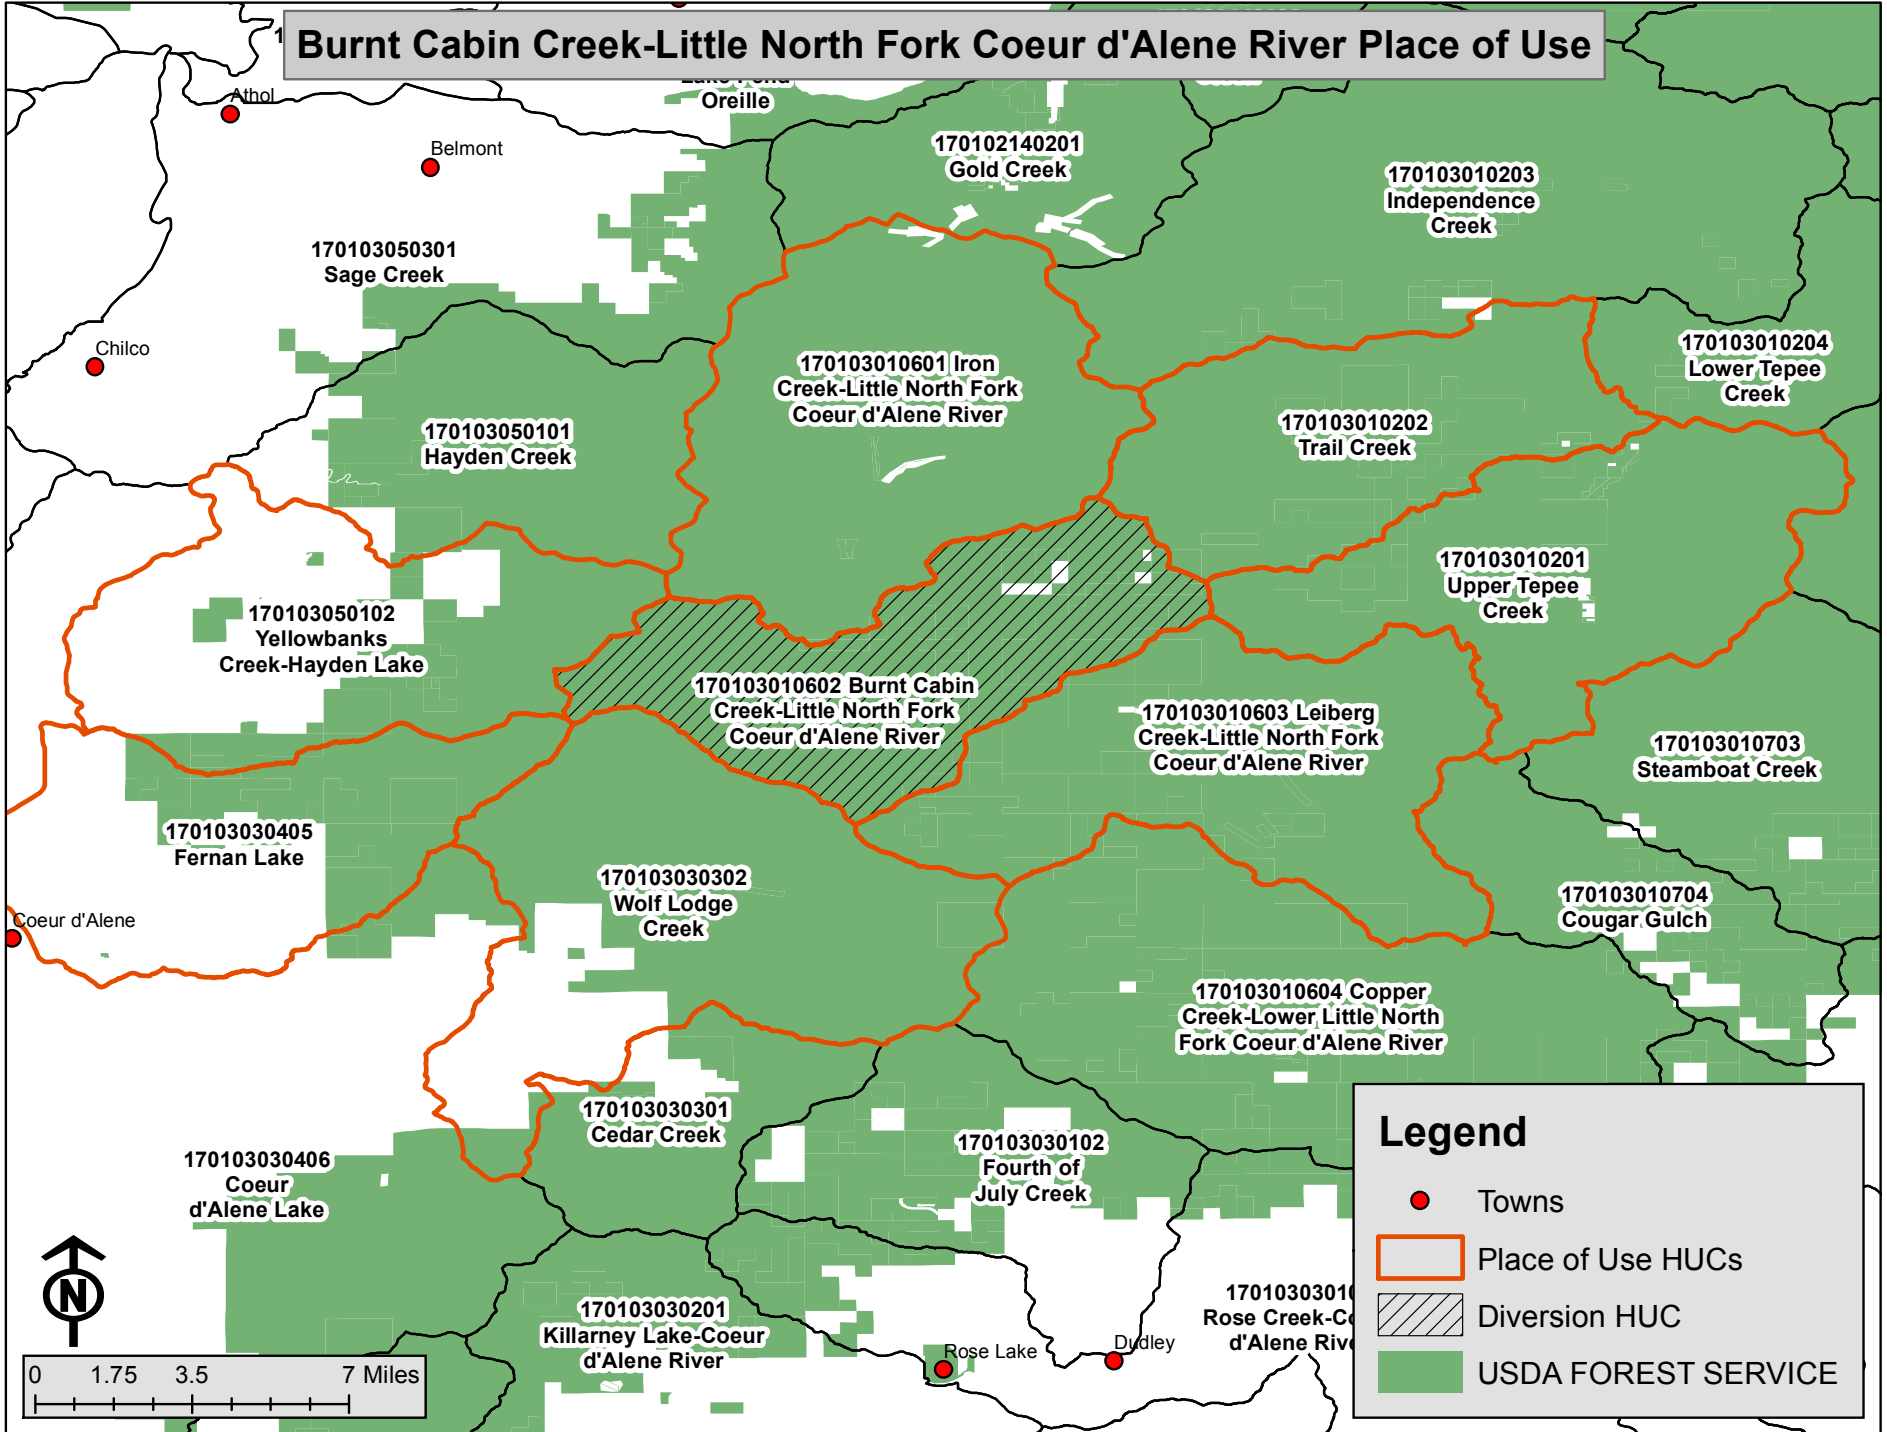 Burnt Cabin Creek-Little North Fork Coeur d'Alene River Place of Use
1
Oreille
Athol
Belmont
170102140201
Gold Creek
170103010203
Independence
Creek
170103050301
Sage Creek
Chilco
170103010601 Iron
Creek-Little North Fork
Coeur d'Alene River
170103010204
Lower Tepee
Creek
170103050101
Hayden Creek
170103010202
Trail Creek
170103010201
Upper Tepee
Creek
170103050102
Yellowbanks
Creek-Hayden Lake
170103010602 Burnt Cabin
Creek-Little North Fork
Coeur d'Alene River
170103010603 Leiberg
Creek-Little North Fork
Coeur d'Alene River
170103010703
Steamboat Creek
170103030405
Fernan Lake
170103030302
Wolf Lodge
Creek
170103010704
Cougar Gulch
Coeur d'Alene
170103010604 Copper
Creek-Lower Little North
Fork Coeur d'Alene River
170103030301
Cedar Creek
170103030102
Fourth of
July Creek
170103030406
Coeur
d'Alene Lake
170103030201
Killarney Lake-Coeur
d'Alene River
Rose Lake
Dudley
17010303010
Rose Creek-Co
d'Alene Rive
Legend
Towns
Place of Use HUCs
Diversion HUC
USDA FOREST SERVICE
N
0 1.75 3.5 7 Miles